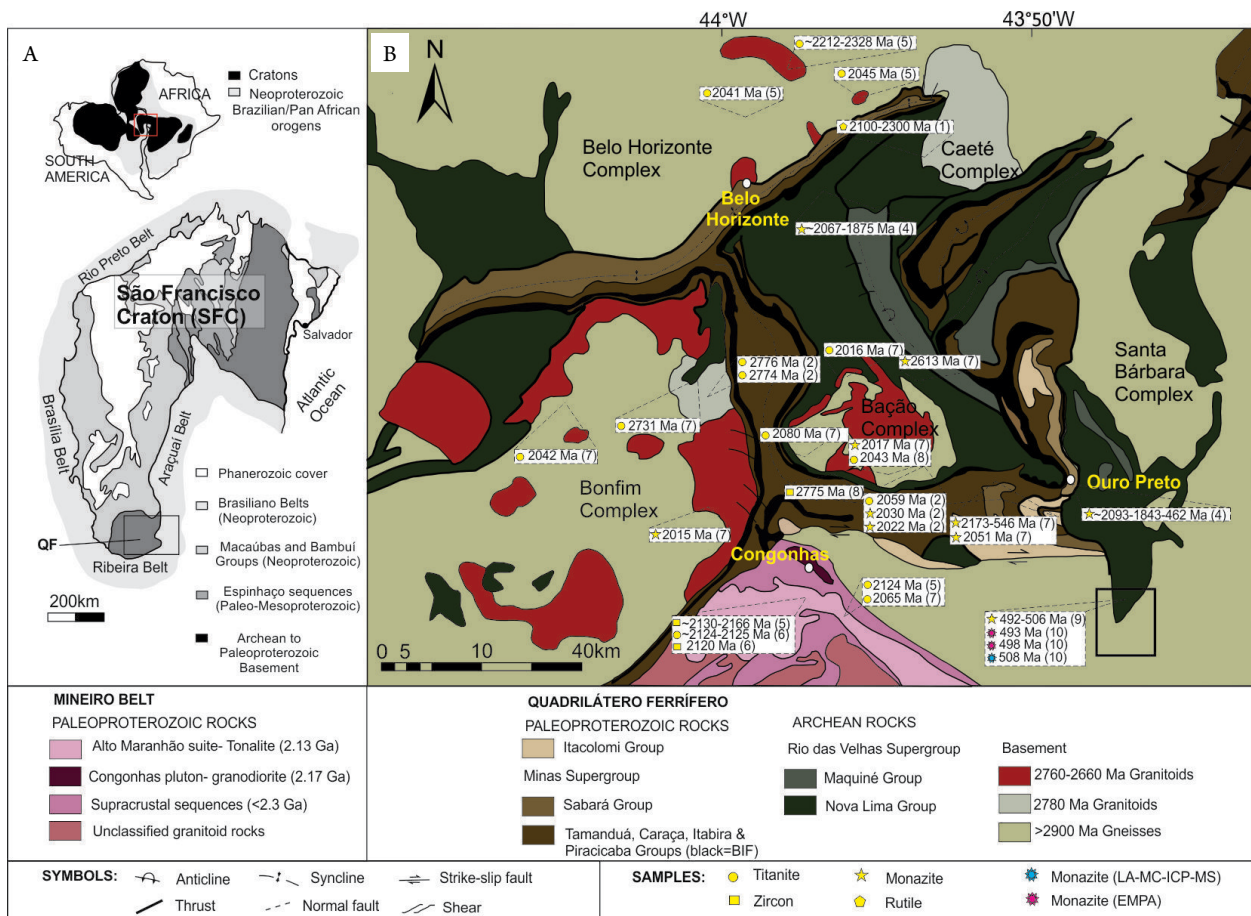 44°W
43°50
A
Cratons
Neoproterozoic
Brazilian/Pan African
orogens
AFRICA
SOUTH
AMERICA
Rio Preto Belt
São Francisco
Craton (SFC)
Salvador
Atlantic
Ocean
Brasília Belt
Araçuaí Belt
QF
Ribeira Belt
200km
Phanerozoic cover
Brasiliano Belts
(Neoproterozoic)
Macaúbas and Bambuí
Groups (Neoproterozoic)
Espinhaço sequences
(Paleo-Mesoproterozoic)
Archean to
Paleoproterozoic
Basement
B
N
~2212-2328 Ma (5)
2045 Ma (5)
2041 Ma (5)
2100-2300 Ma (1)
Belo Horizonte
Complex
Caeté
Complex
Belo
Horizonte
~2067-1875 Ma (4)
2016 Ma (7)
2613 Ma (7)
2776 Ma (2)
2774 Ma (2)
Santa
Bárbara
Complex
Bação
Complex
2731 Ma (7)
2080 Ma (7)
2017 Ma (7)
2043 Ma (8)
2042 Ma (7)
Bonfim
Complex
2775 Ma (8)
Ouro Preto
2059 Ma (2)
2030 Ma (2)
2022 Ma (2)
~2093-1843-462 Ma (4)
2173-546 Ma (7)
2051 Ma (7)
2015 Ma (7)
Congonhas
2124 Ma (5)
2065 Ma (7)
~2130-2166 Ma (5)
~2124-2125 Ma (6)
2120 Ma (6)
492-506 Ma (9)
493 Ma (10)
498 Ma (10)
508 Ma (10)
0 5 10 40km
MINEIRO BELT
PALEOPROTEROZOIC ROCKS
Alto Maranhão suite- Tonalite (2.13 Ga)
Congonhas pluton- granodiorite (2.17 Ga)
Supracrustal sequences (<2.3 Ga)
Unclassified granitoid rocks
QUADRILÁTERO FERRÍFERO
PALEOPROTEROZOIC ROCKS
Itacolomi Group
Minas Supergroup
Sabará Group
Tamanduá, Caraça, Itabira &
Piracicaba Groups (black=BIF)
ARCHEAN ROCKS
Rio das Velhas Supergroup
Maquiné Group
Nova Lima Group
Basement
2760-2660 Ma Granitoids
2780 Ma Granitoids
>2900 Ma Gneisses
SYMBOLS:
Anticline
Syncline
Strike-slip fault
Thrust
Normal fault
Shear
SAMPLES:
Titanite
Monazite
Monazite (LA-MC-ICP-MS)
Zircon
Rutile
Monazite (EMPA)